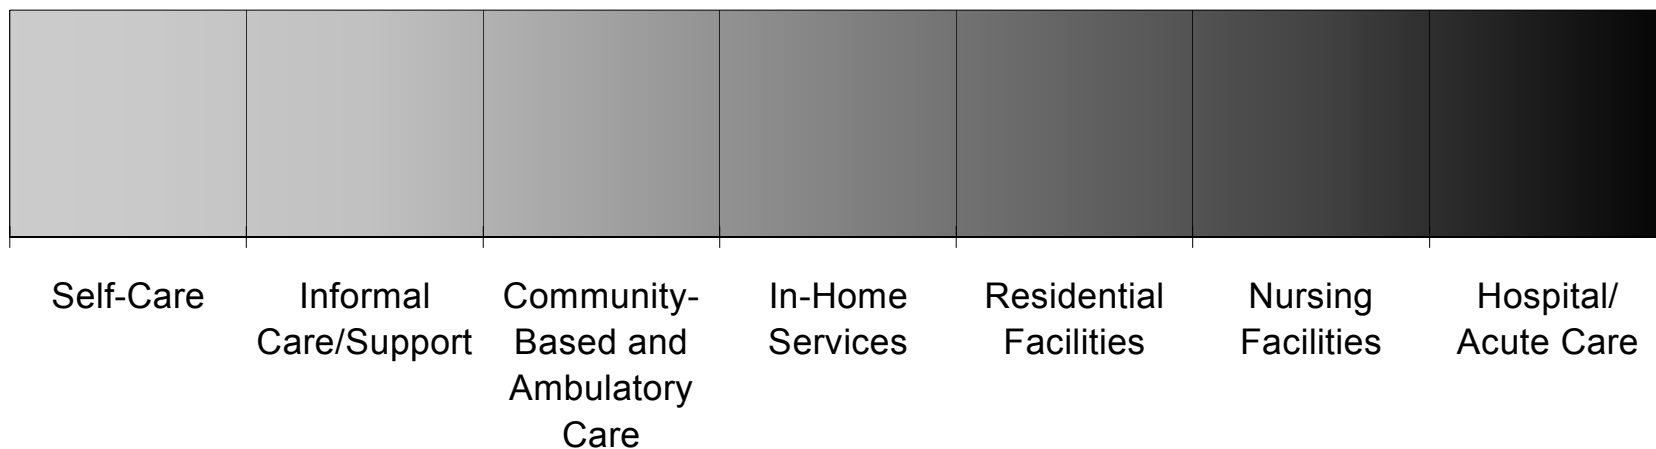 Self-Care
Informal
Care/Support
Community-
Based and
Ambulatory
Care
In-Home
Services
Residential
Facilities
Nursing
Facilities
Hospital/
Acute Care